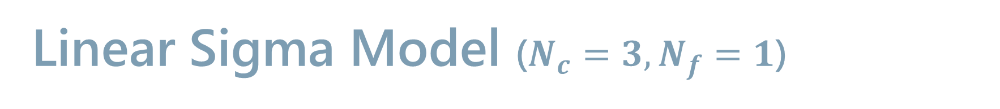 Linear Sigma Model (N_c = 3, N_f = 1)